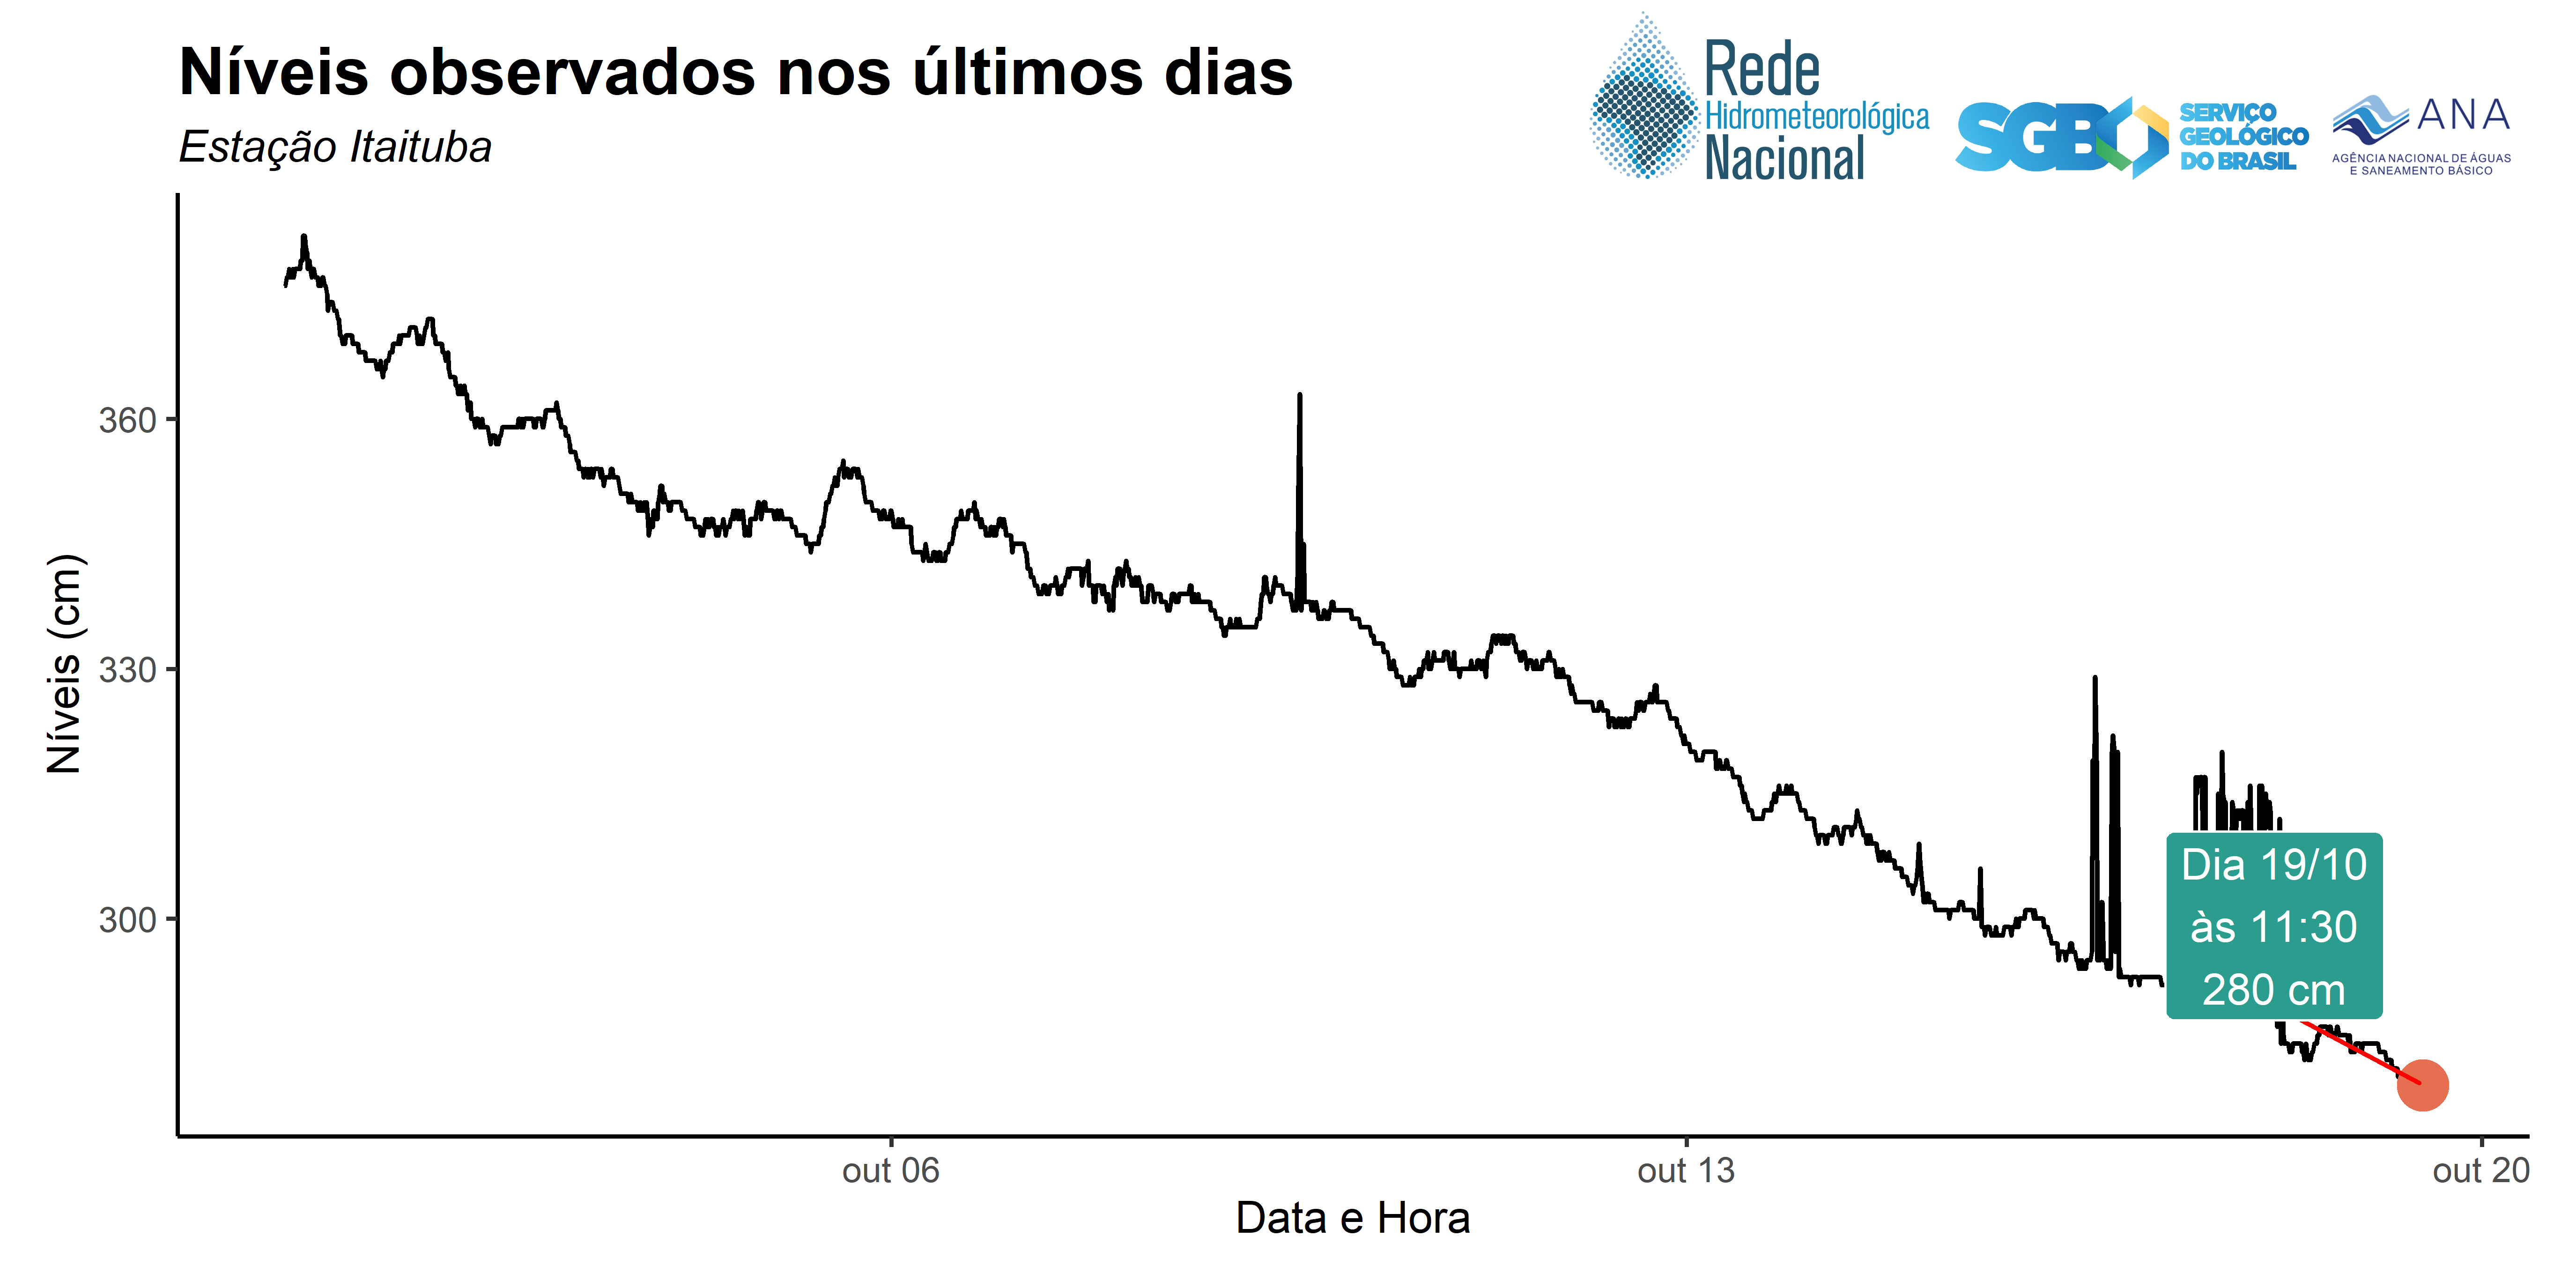 Níveis observados nos últimos dias
Estação Itaituba
Rede
Hidrometeorológica
Nacional
SGB
SERVIÇO
GEOLÓGICO
DO BRASIL
ANA
AGÊNCIA NACIONAL DE ÁGUAS
E SANEAMENTO BÁSICO
Níveis (cm)
360
330
300
Dia 19/10
às 11:30
280 cm
out 06
out 13
out 20
Data e Hora